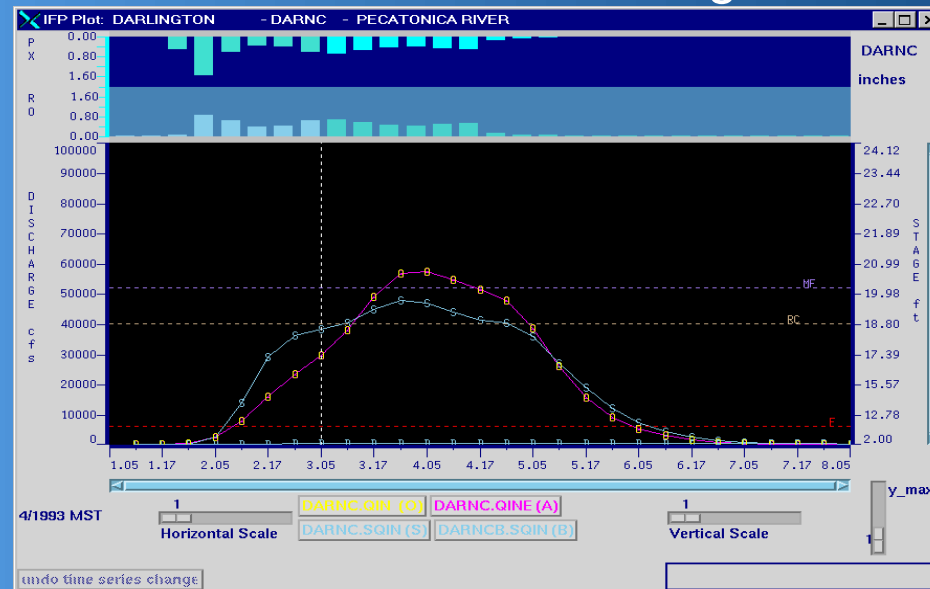 IFP Plot: DARLINGTON - DARNC - PECATONICA RIVER
PX
0.00
0.80
1.60
RO
1.60
0.80
0.00
DARNC
inches
DISCHARGE cfs
100000
90000
80000
70000
60000
50000
40000
30000
20000
10000
0
24.12
23.44
22.70
21.89
20.99
19.98
18.80
17.39
15.57
12.78
2.00
STAGE ft
MF
RC
F
1.05 1.17 2.05 2.17 3.05 3.17 4.05 4.17 5.05 5.17 6.05 6.17 7.05 7.17 8.05
4/1993 MST
1
Horizontal Scale
DARNC.QIN (O) DARNC.QINE (A)
DARNC.SQIN (S) DARNCB.SQIN (B)
1
Vertical Scale
y_max
1
undo time series change